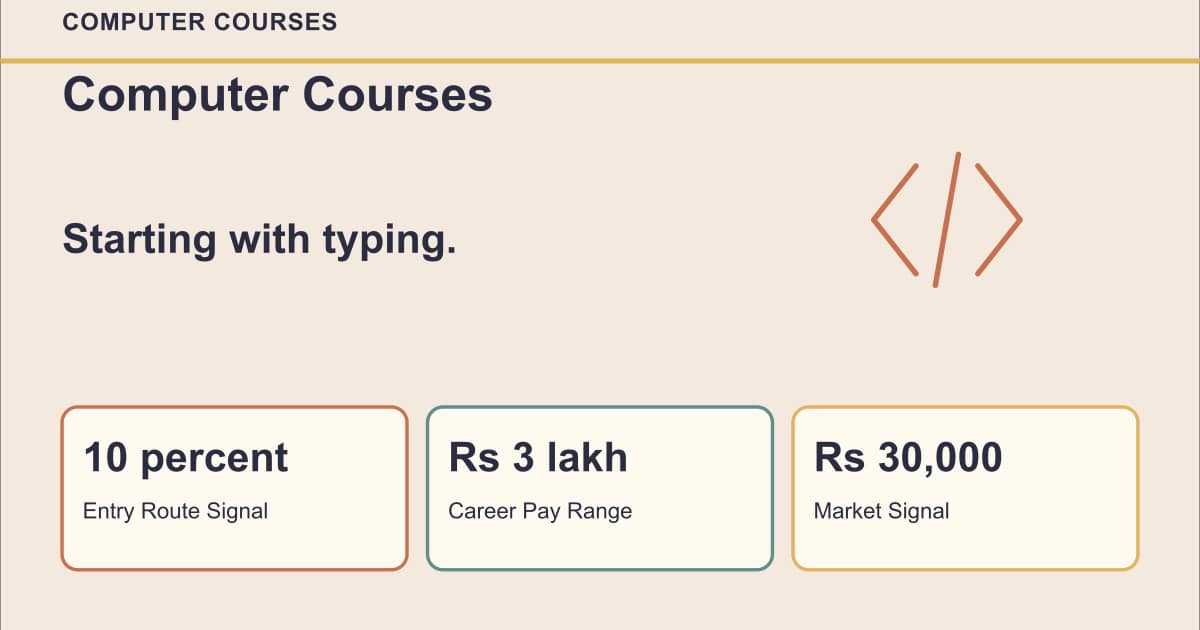 COMPUTER COURSES
Computer Courses
Starting with typing.
10 percent
Entry Route Signal
Rs 3 lakh
Career Pay Range
Rs 30,000
Market Signal